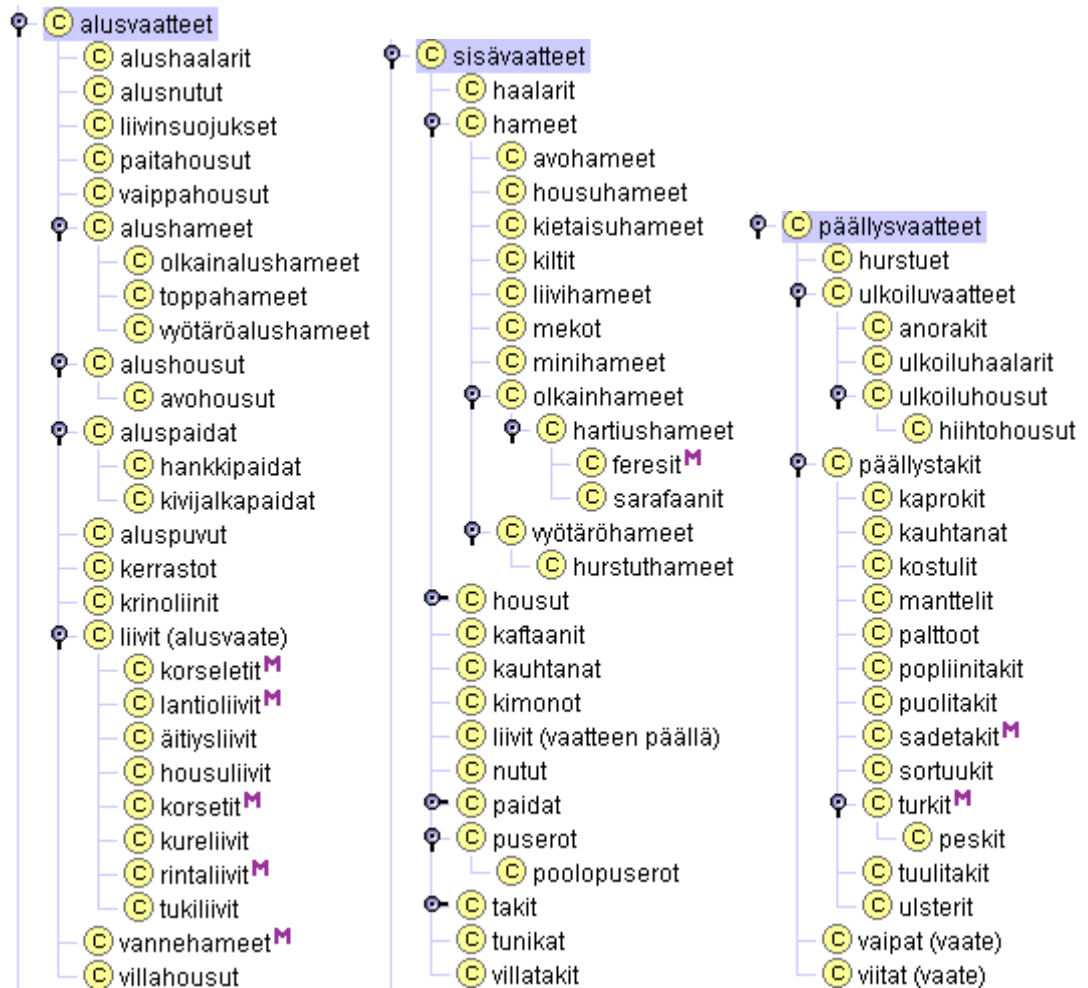 alusvaatteet
alushaalarit
alusnutut
liivinsuojukset
paitahousut
vaippahousut
alushameet
olkainalushameet
toppahameet
vyötäröalushameet
alushousut
avohousut
aluspaidat
hankkipaidat
kivijalkapaidat
aluspuvut
kerrastot
krinoliinit
liivit (alusvaate)
korseletit M
lantioliivit M
äitiysliivit
housuliivit
korsetit M
kureliivit
rintaliivit M
tukiliivit
vannehameet M
villahousut
sisävaatteet
haalarit
hameet
avohameet
housuhameet
kietaisuhameet
kiltit
liivihameet
mekot
minihameet
olkainhameet
hartiushameet
feresit M
sarafaanit
vyötäröhameet
hurstuthameet
housut
kaftaanit
kauhtanat
kimonot
liivit (vaatteen päällä)
nutut
paidat
puserot
poolopuserot
takit
tunikat
villatakit
päällysvaatteet
hurstuet
ulkoiluvaatteet
anorakit
ulkoiluhaalarit
ulkoiluhousut
hiihtohousut
päällystakit
kaprokit
kauhtanat
kostulit
manttelit
palttoot
popliinitakit
puolitakit
sadetakit M
sortuukit
turkit M
peskit
tuulitakit
ulsterit
vaipat (vaate)
viitat (vaate)